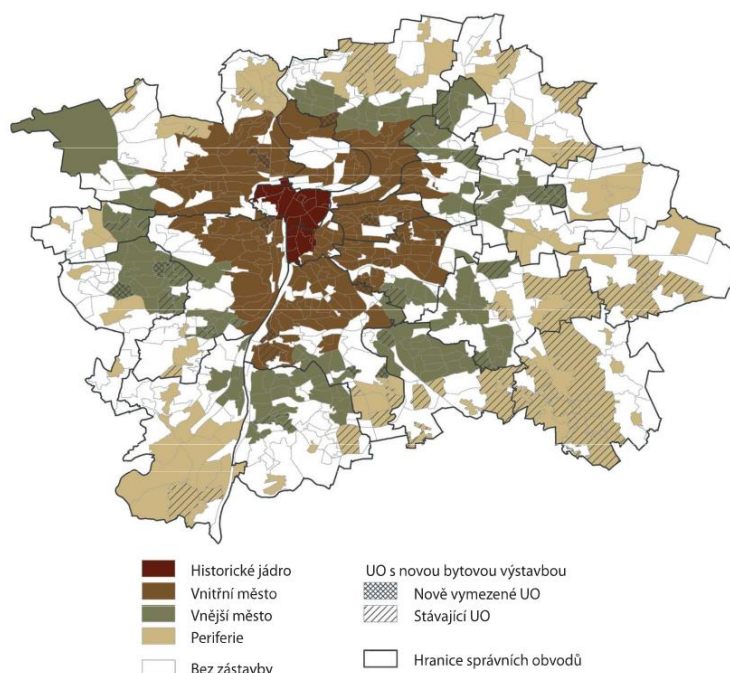 Historické jádro
Vnitřní město
Vnější město
Periferie
Bez zástavby
UO s novou bytovou výstavbou
Nově vymezené UO
Stávající UO
Hranice správních obvodů